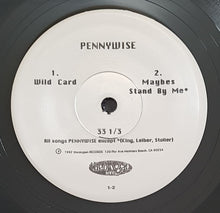 PENNYWISE
1.
Wild Card
2.
Maybes
Stand By Me*
33 1/3
All songs PENNYWISE except *(King, Leiber, Stoller)
1-2